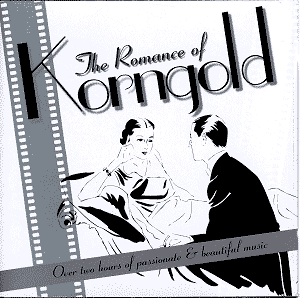 The Romance of
Korngold
Over two hours of passionate & beautiful music